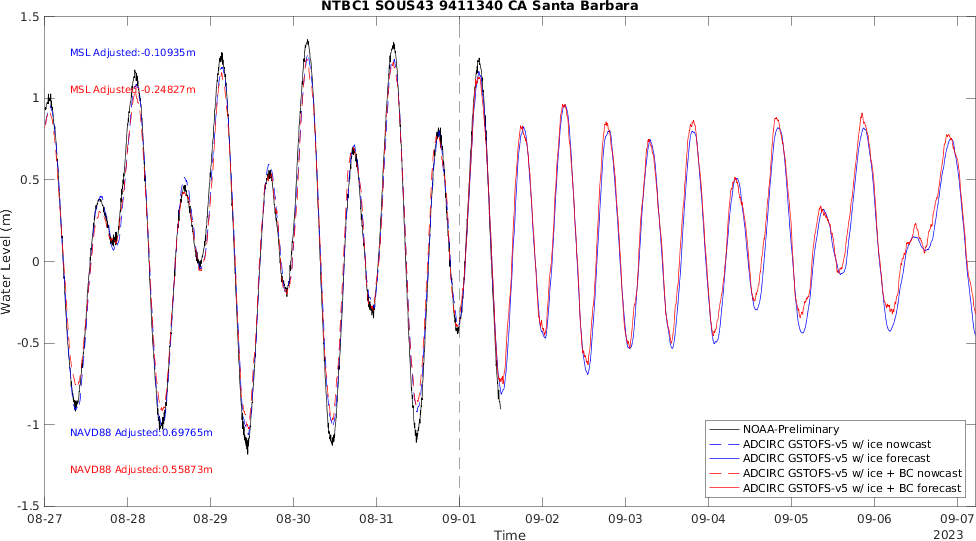 NTBC1 SOUS43 9411340 CA Santa Barbara
1.5
MSL Adjusted:-0.10935m
MSL Adjusted:-0.24827m
1
0.5
Water Level (m)
0
-0.5
-1
NAVD88 Adjusted:0.69765m
NAVD88 Adjusted:0.55873m
NOAA-Preliminary
ADCIRC GSTOFS-v5 w/ ice nowcast
ADCIRC GSTOFS-v5 w/ ice forecast
ADCIRC GSTOFS-v5 w/ ice + BC nowcast
ADCIRC GSTOFS-v5 w/ ice + BC forecast
-1.5
08-27 08-28 08-29 08-30 08-31 09-01 09-02 09-03 09-04 09-05 09-06 09-07
Time
2023